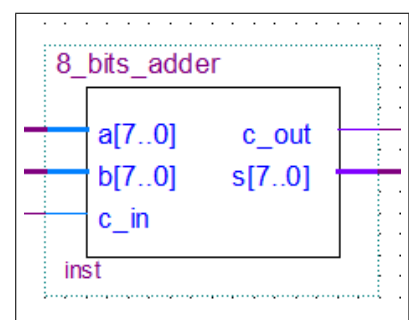 8_bits_adder
a[7..0] c_out
b[7..0] s[7..0]
c_in
inst